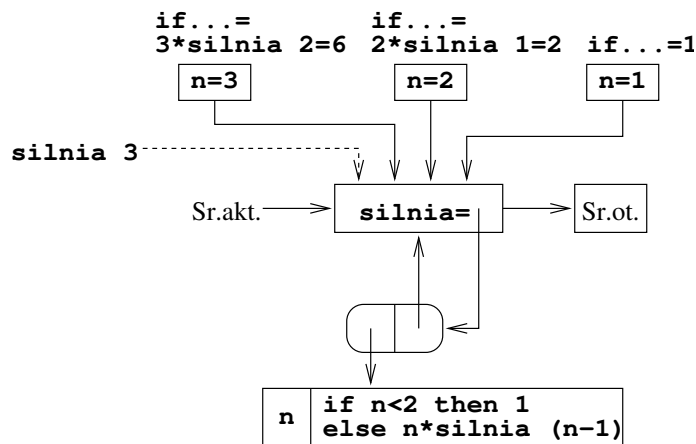 if...=
3*silnia 2=6
if...=
2*silnia 1=2
if...=1
n=3
n=2
n=1
silnia 3
Sr.akt.
silnia=
Sr.ot.
n
if n<2 then 1
else n*silnia (n-1)